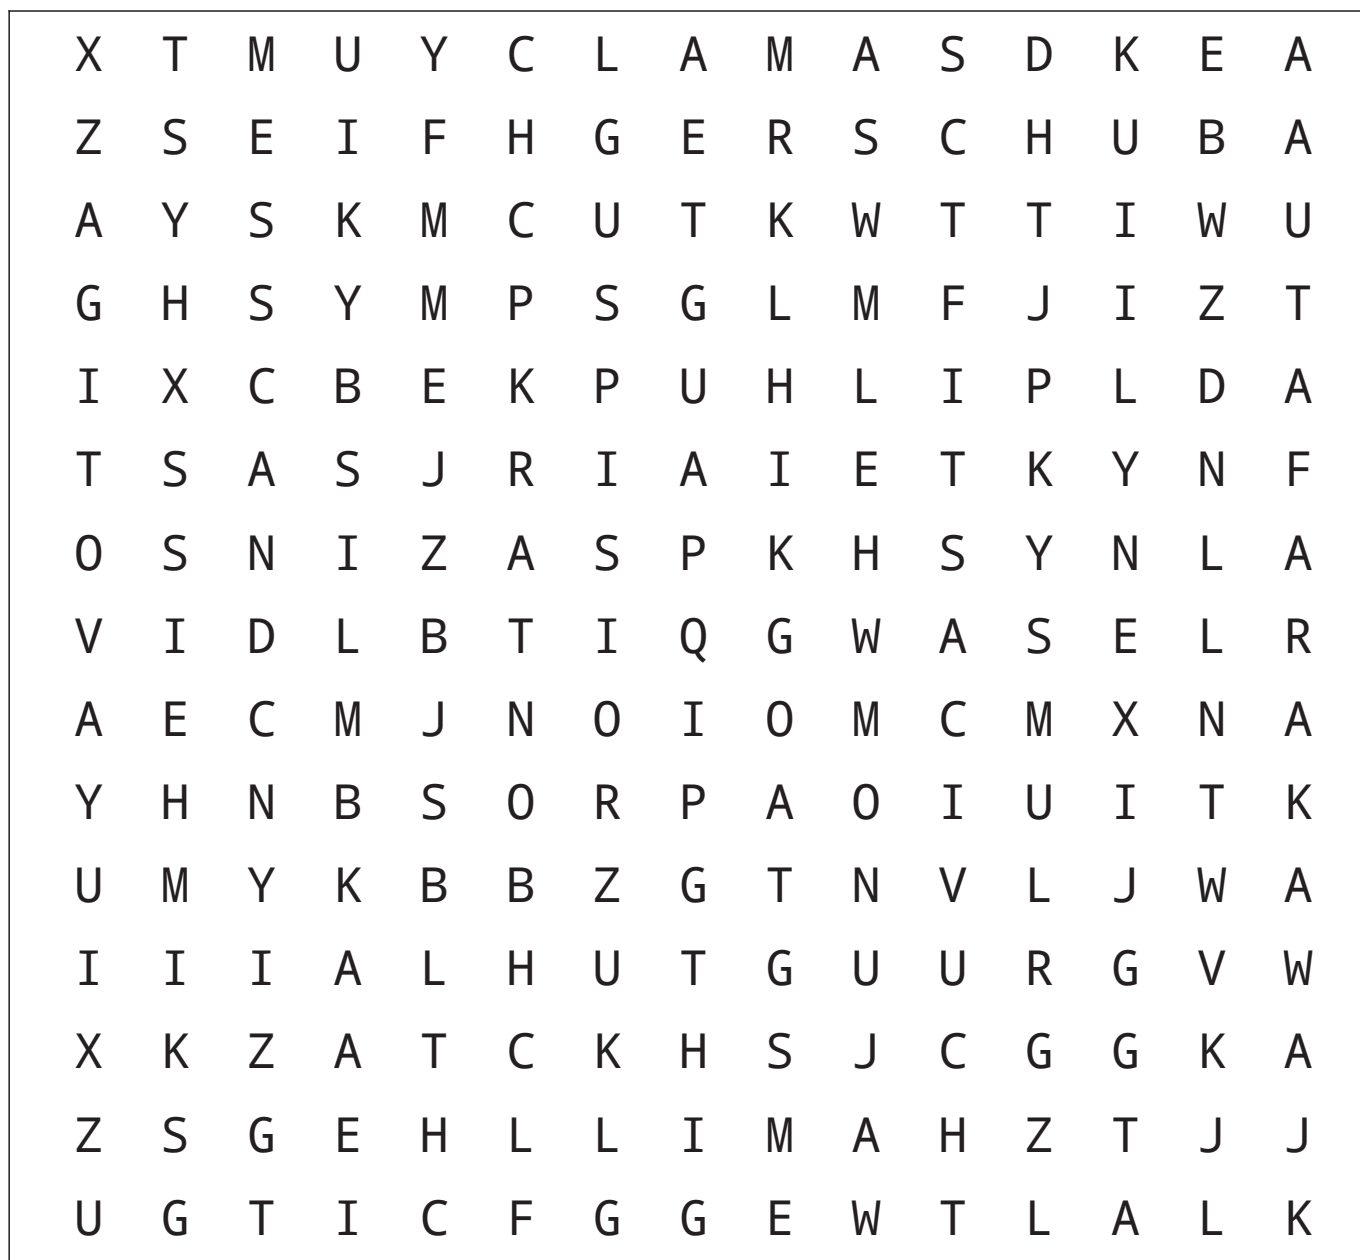 X T M U Y C L A M A S D K E A
Z S E I F H G E R S C H U B A
A Y S K M C U T K W T T I W U
G H S Y M P S G L M F J I Z T
I X C B E K P U H L I P L D A
T S A S J R I A I E T K Y N F
O S N I Z A S P K H S Y N L A
V I D L B T I Q G W A S E L R
A E C M J N O I O M C M X N A
Y H N B S O R P A O I U I T K
U M Y K B B Z G T N V L J W A
I I I A L H U T G U U R G V W
X K Z A T C K H S J C G G K A
Z S G E H L L I M A H Z T J J
U G T I C F G G E W T L A L K